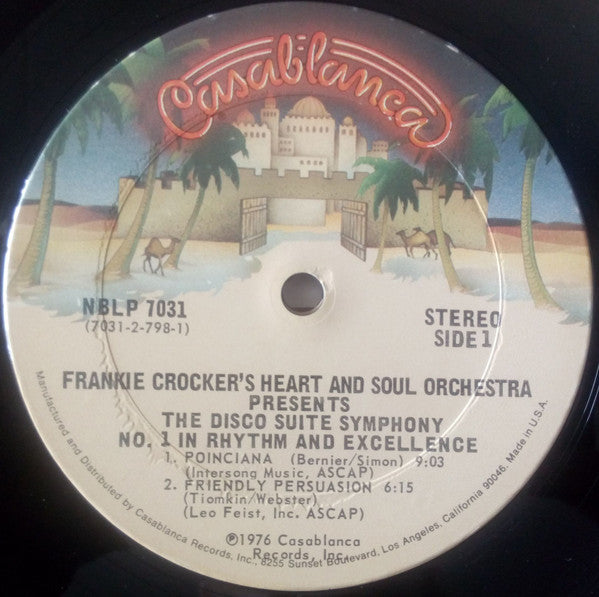 Casablanca
NBLP 7031
(7031-2-798-1)
STEREO
SIDE 1
FRANKIE CROCKER'S HEART AND SOUL ORCHESTRA
PRESENTS
THE DISCO SUITE SYMPHONY
NO. 1 IN RHYTHM AND EXCELLENCE
1. POINCIANA (Bernier/Simon) 9:03
(Intersong Music, ASCAP)
2. FRIENDLY PERSUASION 6:15
(Tiomkin/Webster)
(Leo Feist, Inc. ASCAP)
℗1976 Casablanca
Records, Inc.
Manufactured and Distributed by Casablanca Records, Inc., 8255 Sunset Boulevard, Los Angeles, California 90046. Made in U.S.A.